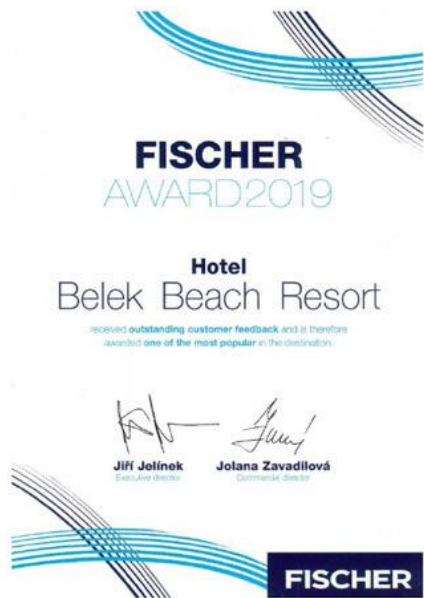 FISCHER
AWARD2019
Hotel
Belek Beach Resort
received outstanding customer feedback and is therefore
awarded one of the most popular in the destination.
Jiří Jelínek
Jolana Zavadilová
Executive director
Commercial director
FISCHER